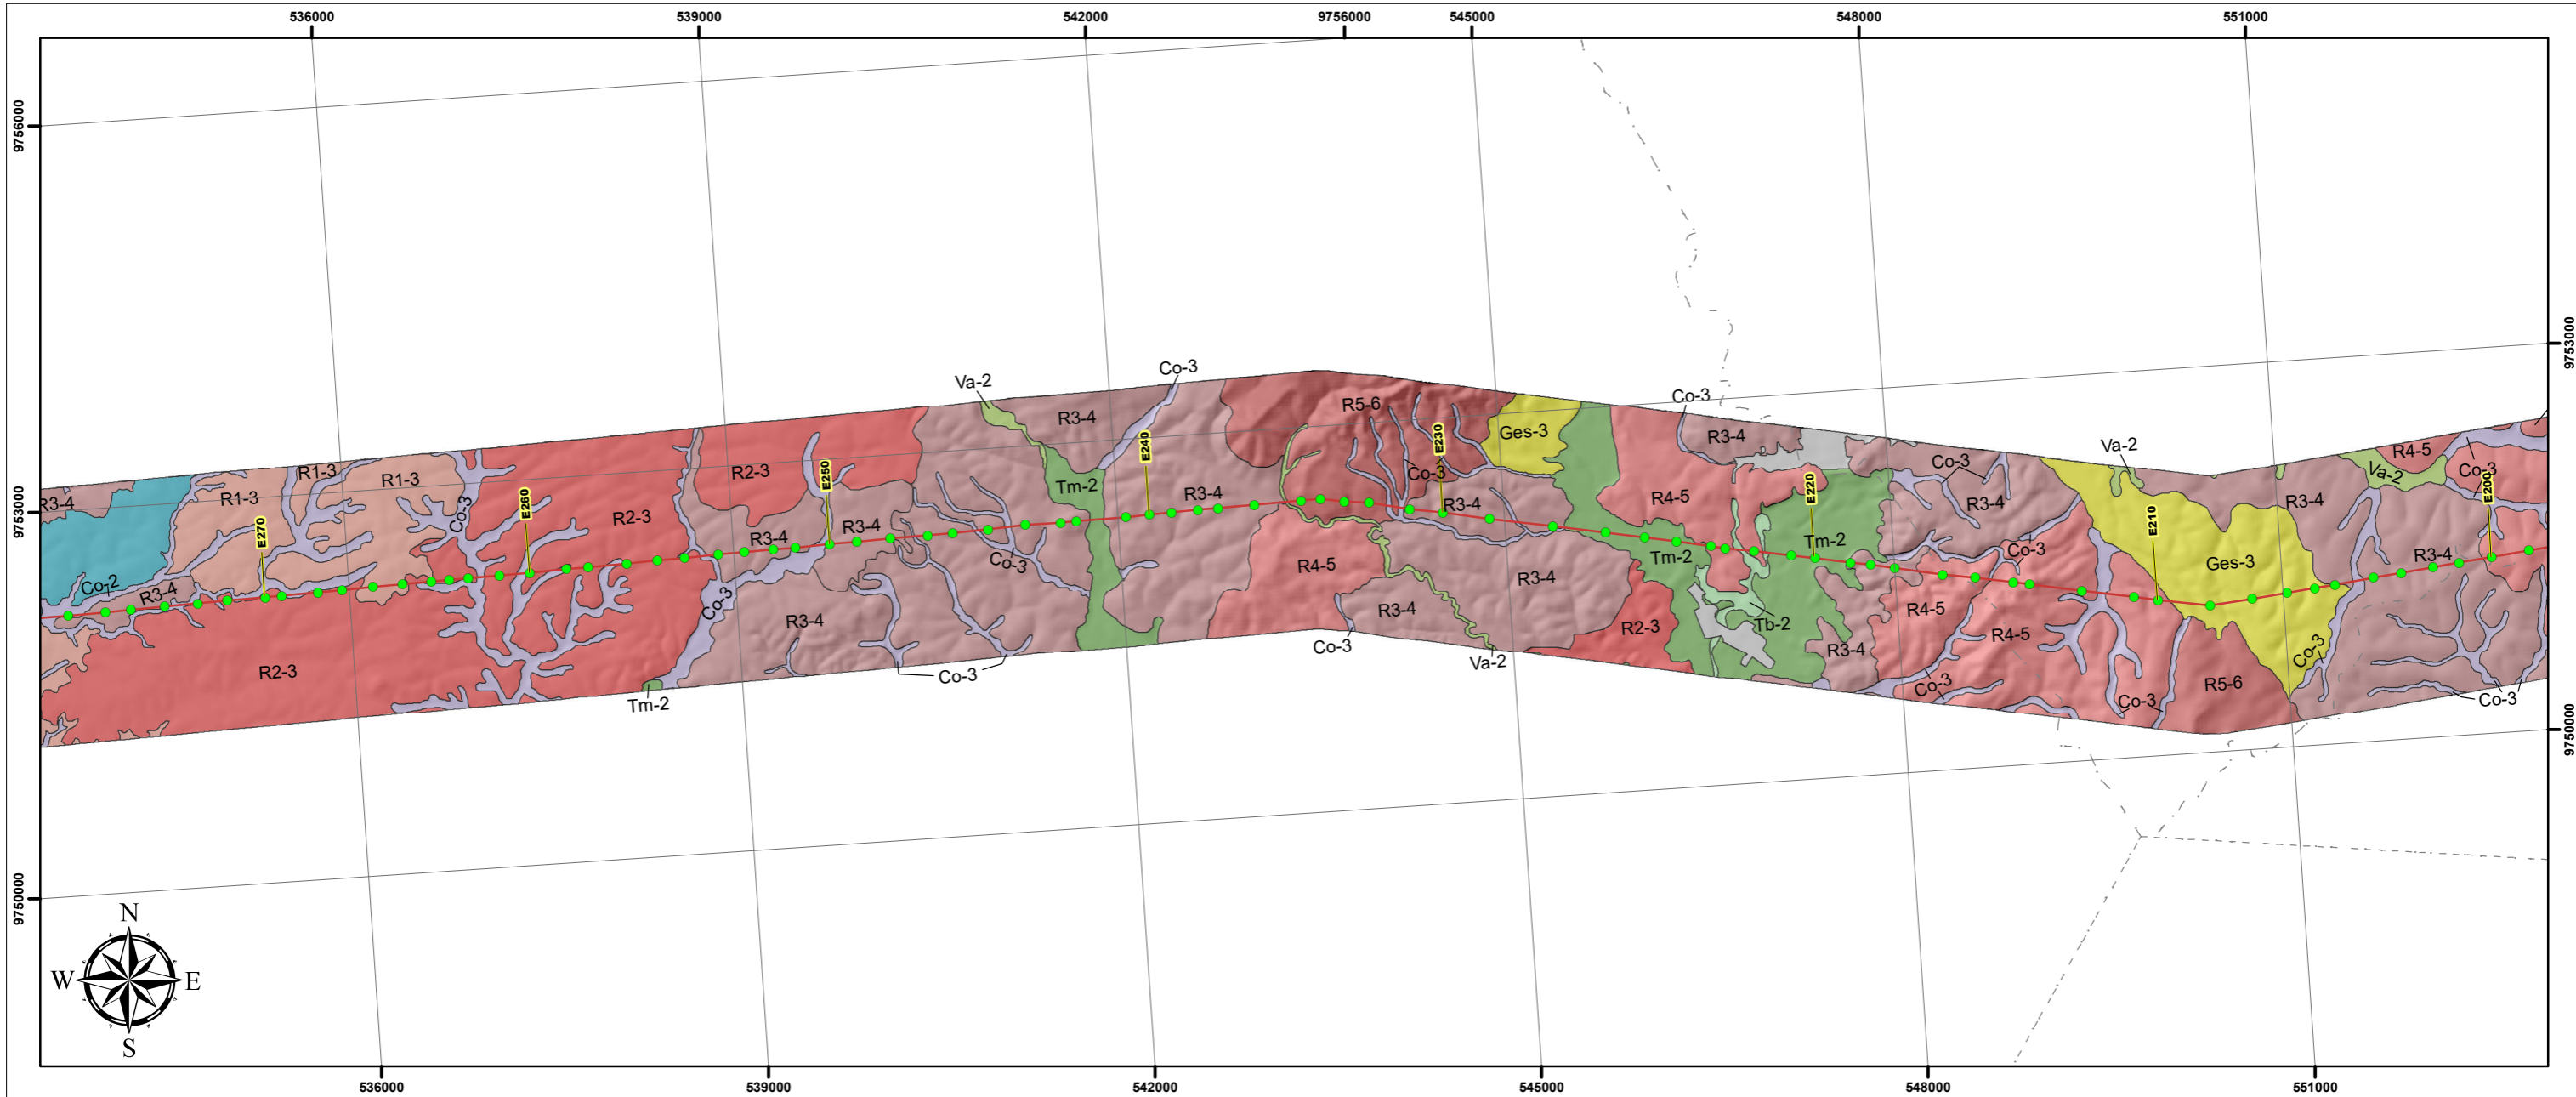 536000 539000 542000 9756000 545000 548000 551000
9756000
9753000
9753000
9750000
9750000
Co-3
Va-2
R3-4
R5-6
Co-3
Ges-3
R3-4
Va-2
R4-5
Va-2
Co-3
R3-4
R1-3
R1-3
R1-3
Co-3
R2-3
R2-3
E250
R3-4
R3-4
Tm-2
E240
R3-4
E230
Co-3
R3-4
R4-5
E220
Tm-2
Co-3
R3-4
E210
R3-4
E200
E270
E260
Co-2
R3-4
R2-3
Co-3
R3-4
Co-3
R4-5
R3-4
R3-4
Tm-2
Tb-2
R2-3
R3-4
Co-3
R4-5
R4-5
Ges-3
R3-4
Co-3
Tm-2
Co-3
Co-3
Va-2
Co-3
Co-3
R5-6
Co-3
N
W E
S
536000 539000 542000 545000 548000 551000